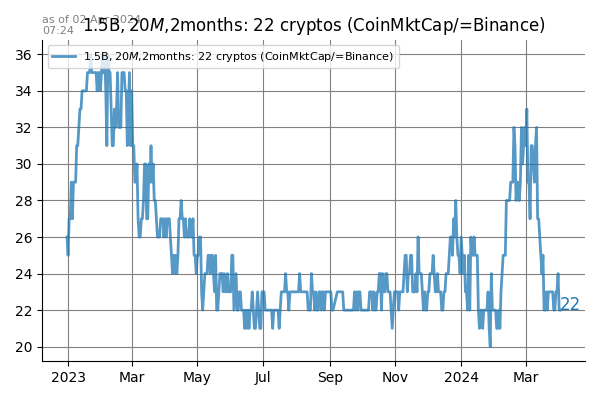 as of 02 Apr 2024
07:24
1.5B, 20M, 2months: 22 cryptos (CoinMktCap/=Binance)
1.5B, 20M, 2months: 22 cryptos (CoinMktCap/=Binance)
36
34
32
30
28
26
24
22
22
20
2023 Mar May Jul Sep Nov 2024 Mar